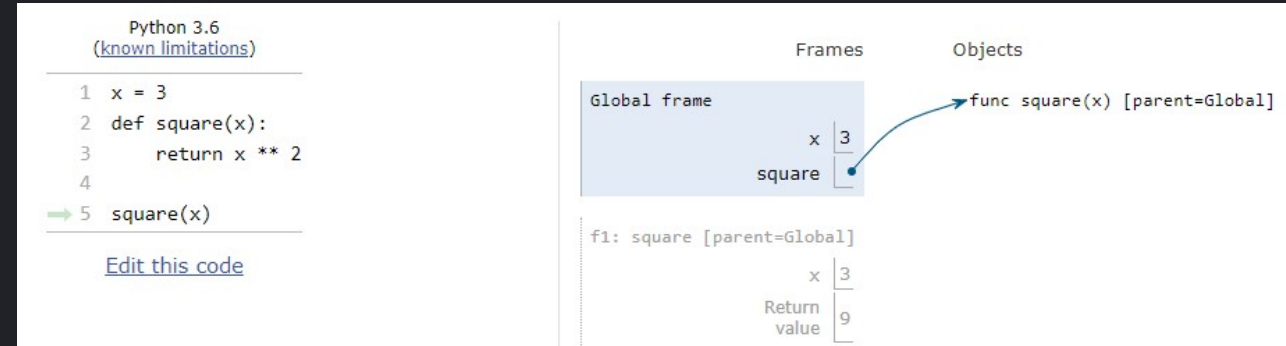 Python 3.6
(known limitations)
1 x = 3
2 def square(x):
3     return x ** 2
4
5 square(x)
Edit this code
Frames Objects
Global frame
x 3
square
func square(x) [parent=Global]
f1: square [parent=Global]
x 3
Return
value 9